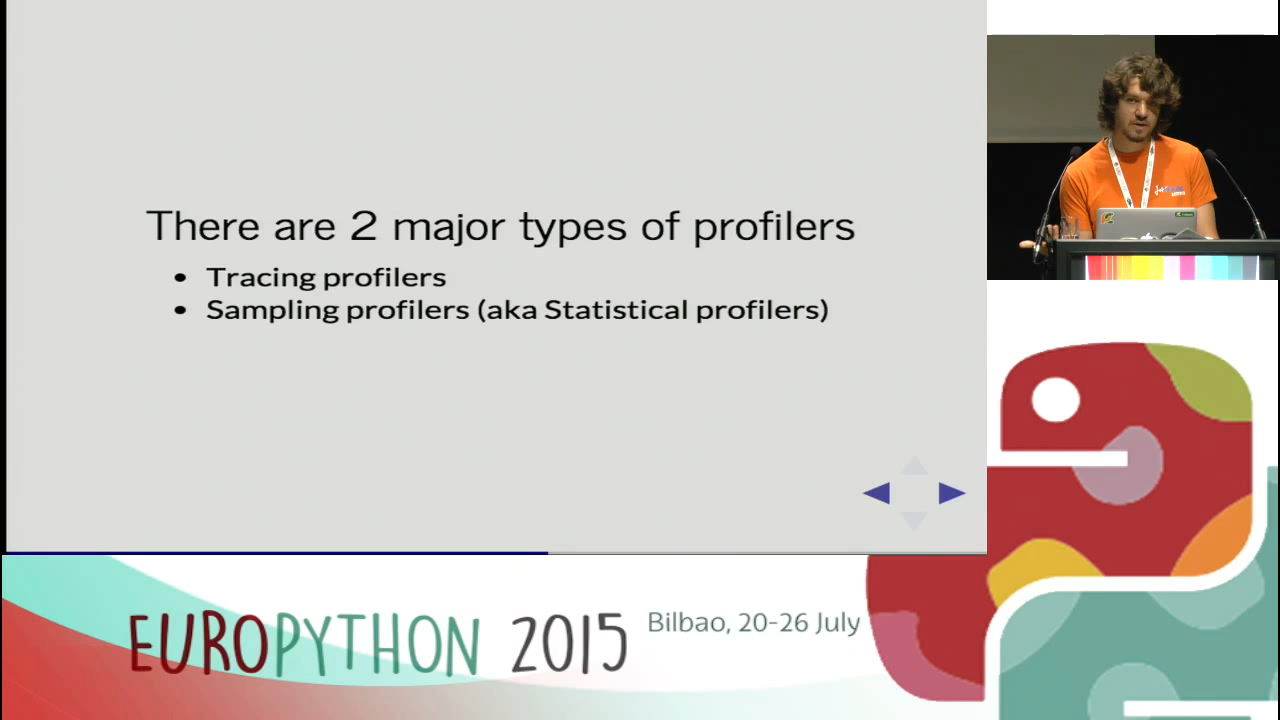 There are 2 major types of profilers
• Tracing profilers
• Sampling profilers (aka Statistical profilers)
EUROPYTHON 2015
Bilbao, 20-26 July